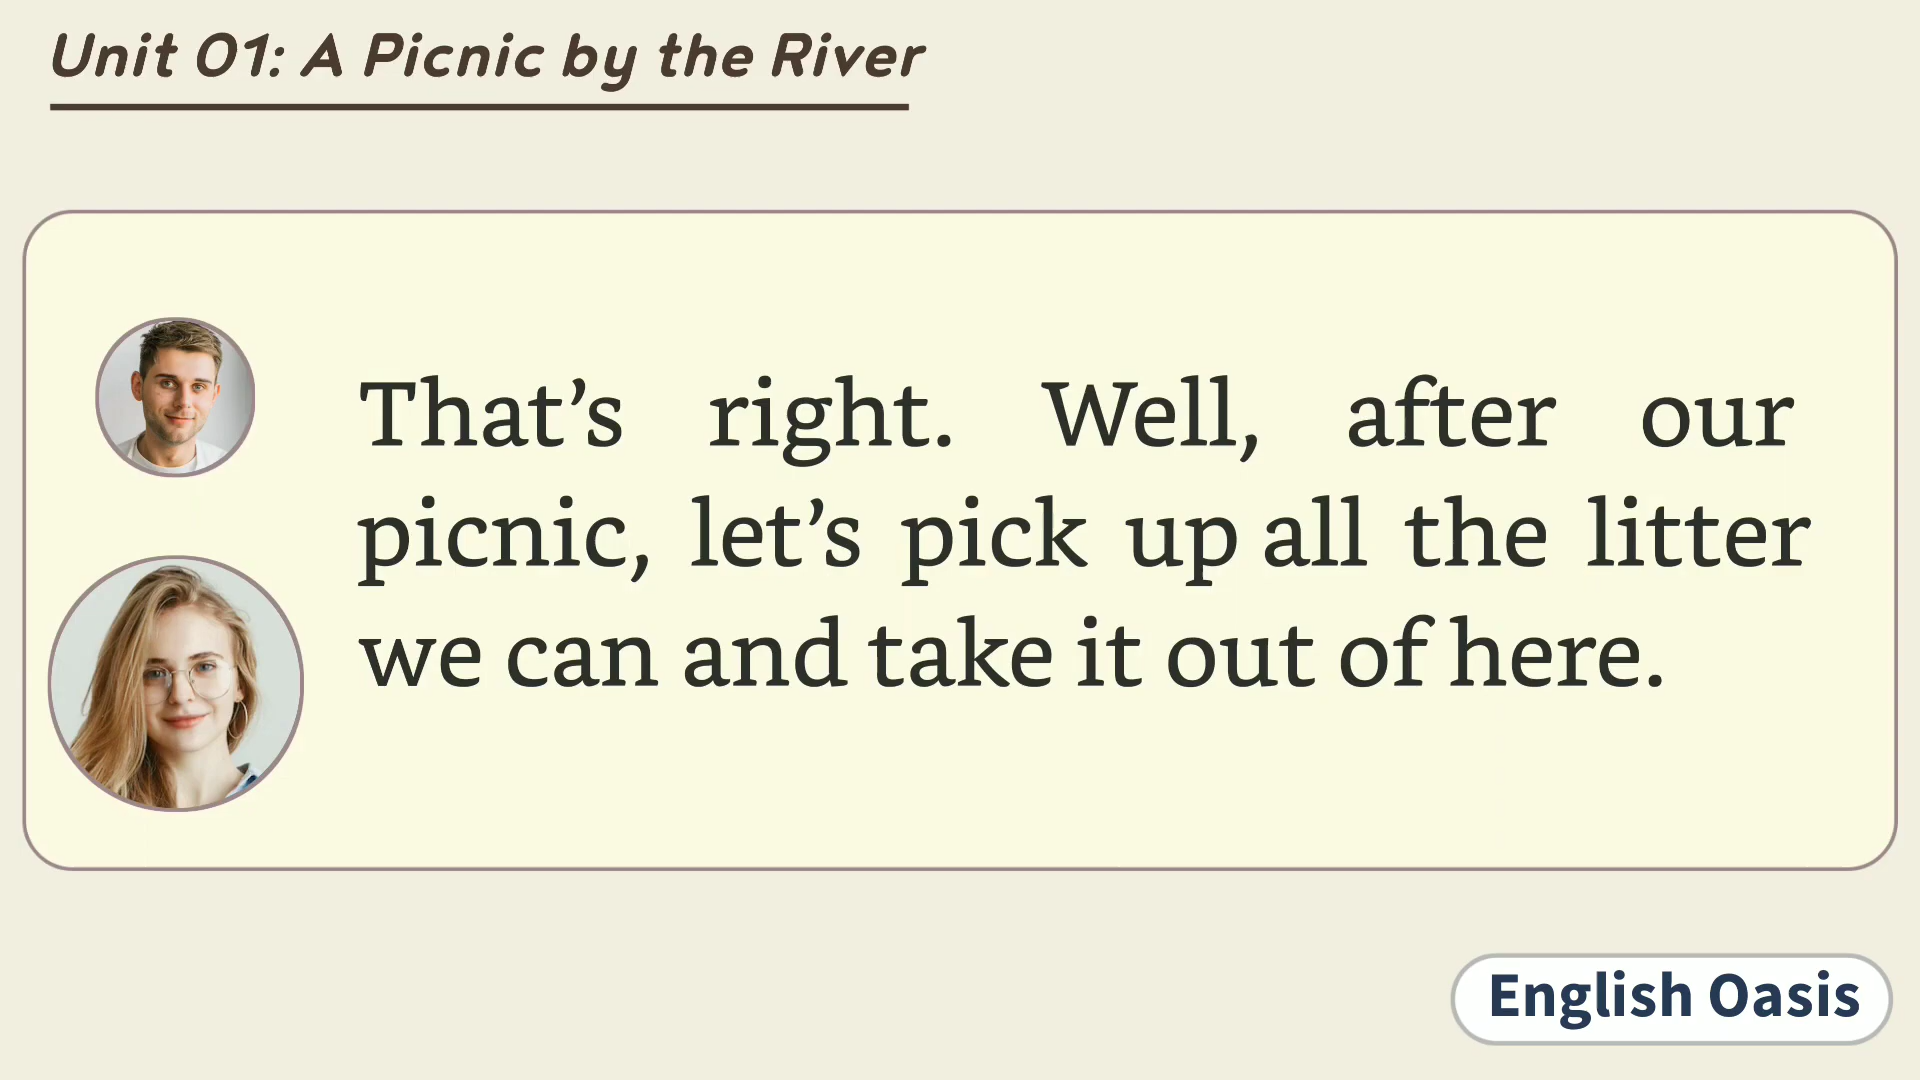 Unit 01: A Picnic by the River
That’s right. Well, after our
picnic, let’s pick up all the litter
we can and take it out of here.
English Oasis